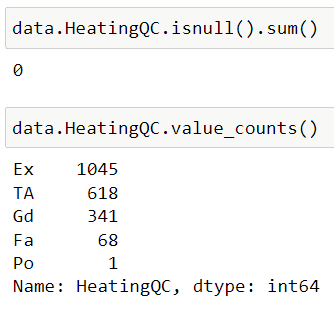 data.HeatingQC.isnull().sum()
0
data.HeatingQC.value_counts()
Ex    1045
TA     618
Gd     341
Fa      68
Po       1
Name: HeatingQC, dtype: int64